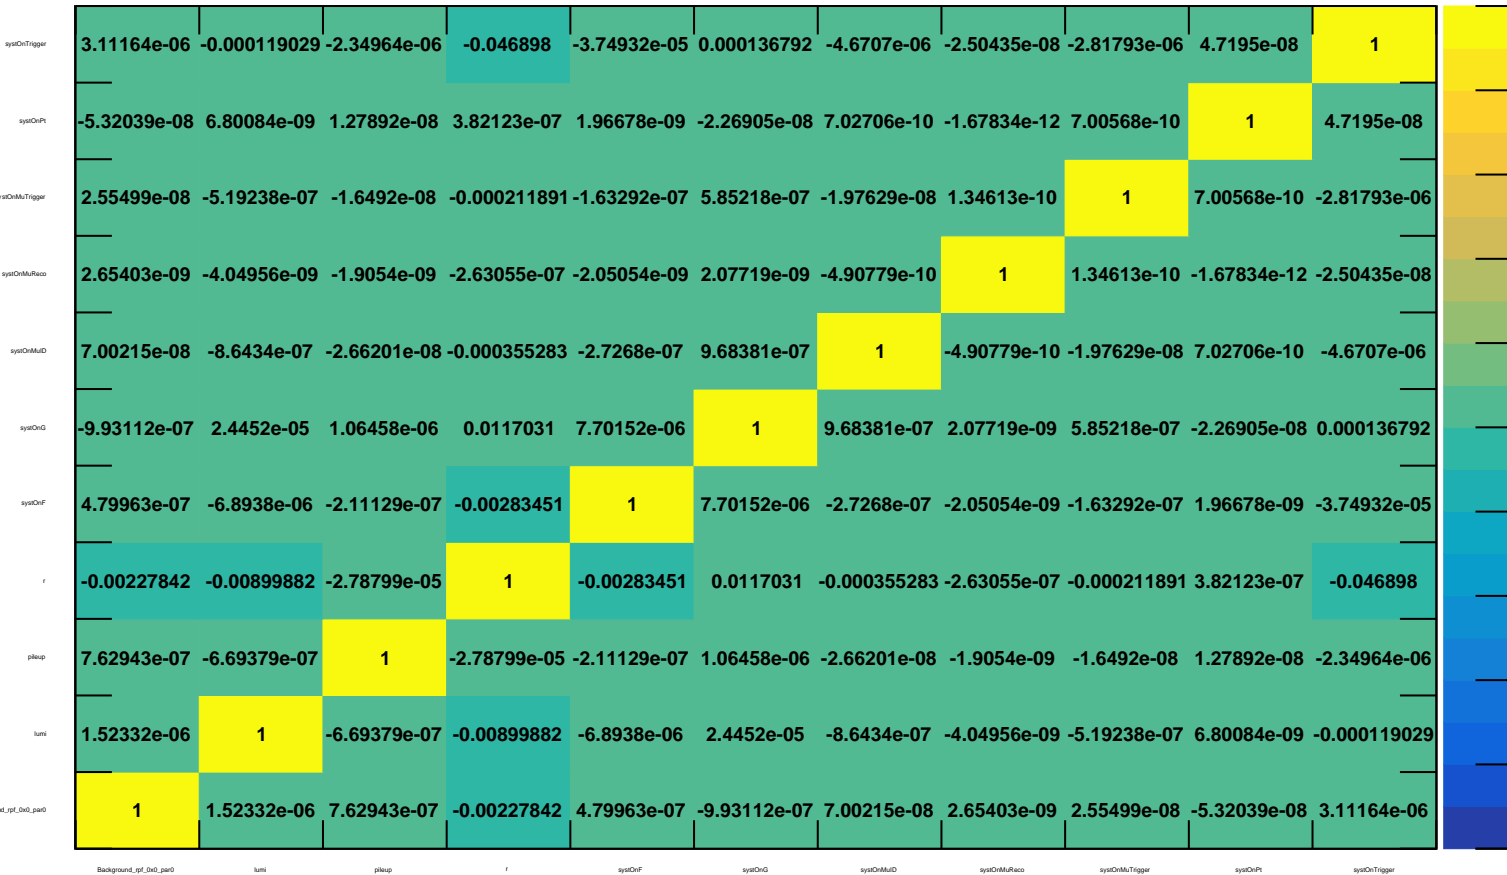 systOnTrigger 3.11164e-06 -0.000119029 -2.34964e-06 -0.046898 -3.74932e-05 0.000136792 -4.6707e-06 -2.50435e-08 -2.81793e-06 4.7195e-08 1
systOnPt -5.32039e-08 6.80084e-09 1.27892e-08 3.82123e-07 1.96678e-09 -2.26905e-08 7.02706e-10 -1.67834e-12 7.00568e-10 1 4.7195e-08
ystOnMuTrigger 2.55499e-08 -5.19238e-07 -1.6492e-08 -0.000211891 -1.63292e-07 5.85218e-07 -1.97629e-08 1.34613e-10 1 7.00568e-10 -2.81793e-06
systOnMuReco 2.65403e-09 -4.04956e-09 -1.9054e-09 -2.63055e-07 -2.05054e-09 2.07719e-09 -4.90779e-10 1 1.34613e-10 -1.67834e-12 -2.50435e-08
systOnMuID 7.00215e-08 -8.6434e-07 -2.66201e-08 -0.000355283 -2.7268e-07 9.68381e-07 1 -4.90779e-10 -1.97629e-08 7.02706e-10 -4.6707e-06
systOnG -9.93112e-07 2.4452e-05 1.06458e-06 0.0117031 7.70152e-06 1 9.68381e-07 2.07719e-09 5.85218e-07 -2.26905e-08 0.000136792
systOnF 4.79963e-07 -6.8938e-06 -2.11129e-07 -0.00283451 1 7.70152e-06 -2.7268e-07 -2.05054e-09 -1.63292e-07 1.96678e-09 -3.74932e-05
r -0.00227842 -0.00899882 -2.78799e-05 1 -0.00283451 0.0117031 -0.000355283 -2.63055e-07 -0.000211891 3.82123e-07 -0.046898
pileup 7.62943e-07 -6.69379e-07 1 -2.78799e-05 -2.11129e-07 1.06458e-06 -2.66201e-08 -1.9054e-09 -1.6492e-08 1.27892e-08 -2.34964e-06
lumi 1.52332e-06 1 -6.69379e-07 -0.00899882 -6.8938e-06 2.4452e-05 -8.6434e-07 -4.04956e-09 -5.19238e-07 6.80084e-09 -0.000119029
d_rpf_0x0_par0 1 1.52332e-06 7.62943e-07 -0.00227842 4.79963e-07 -9.93112e-07 7.00215e-08 2.65403e-09 2.55499e-08 -5.32039e-08 3.11164e-06
Background_rpf_0x0_par0 lumi pileup r systOnF systOnG systOnMuID systOnMuReco systOnMuTrigger systOnPt systOnTrigger